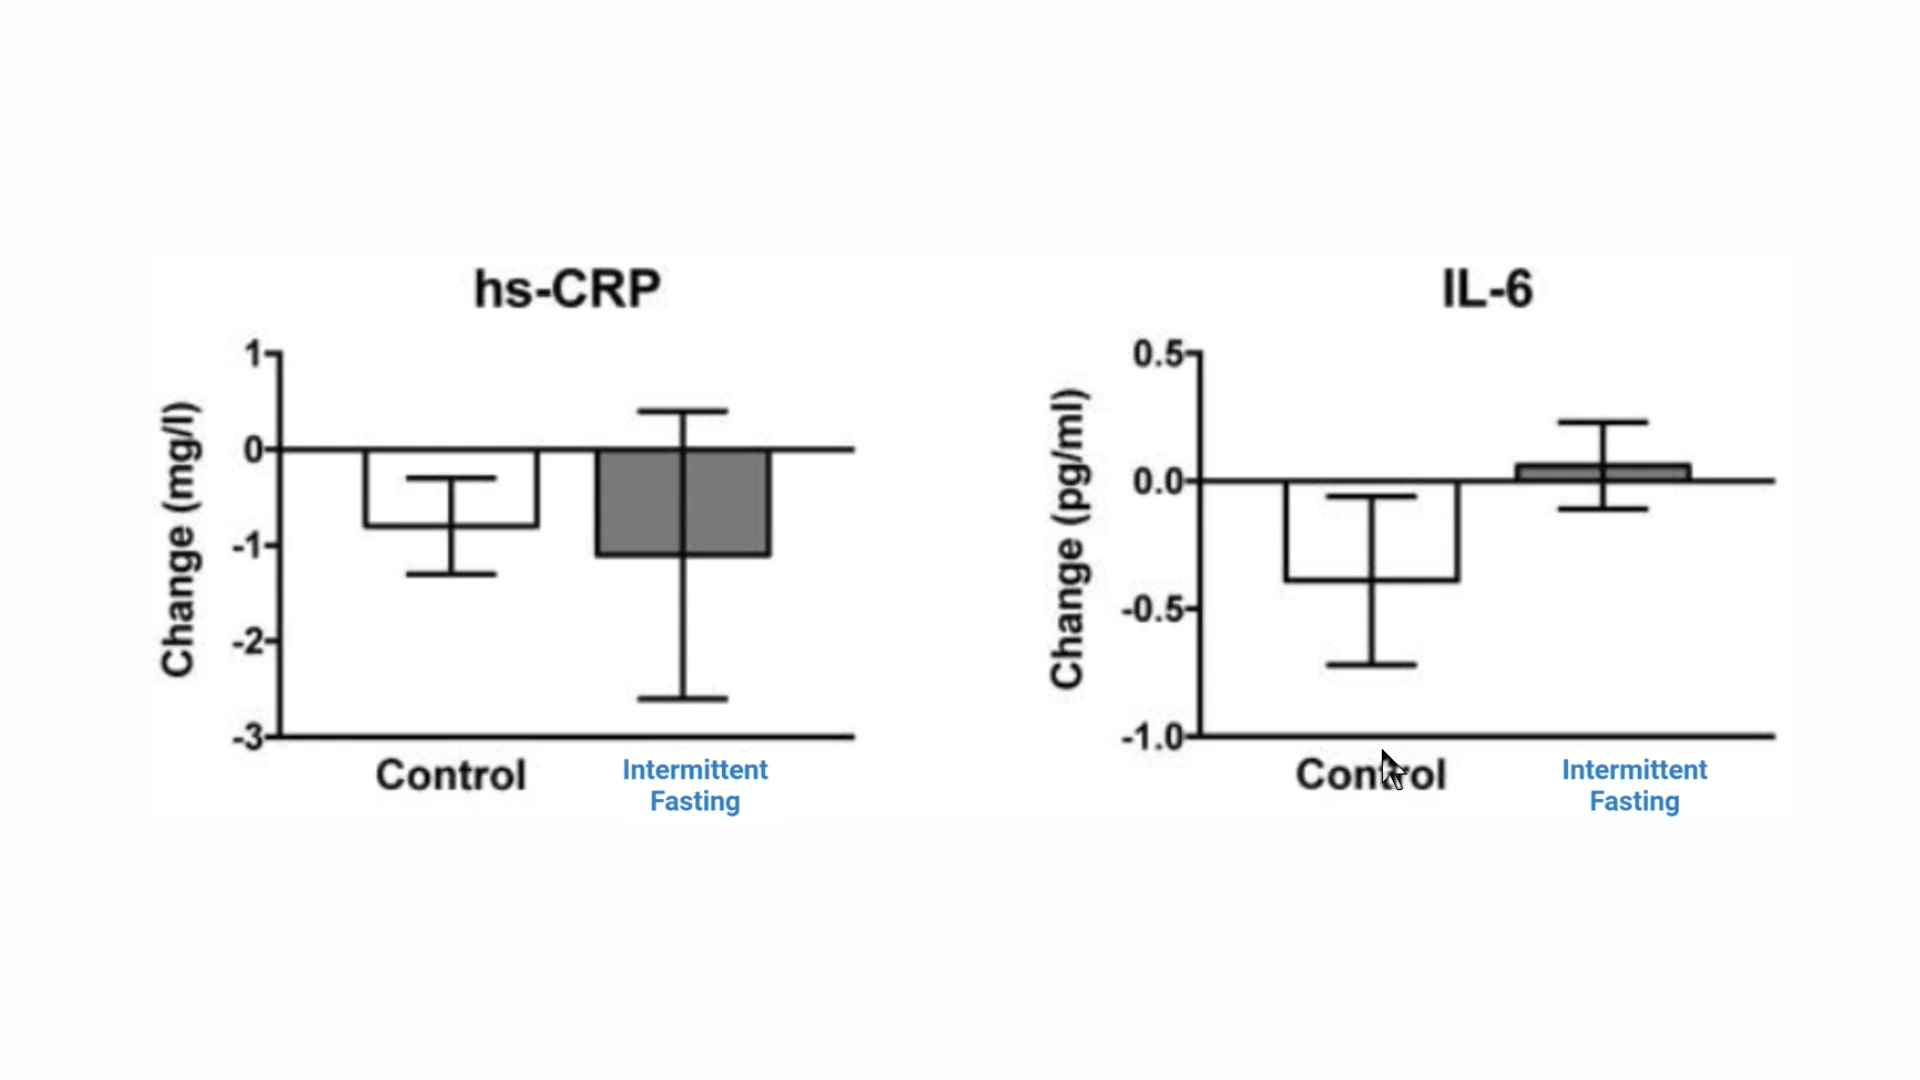 hs-CRP
Change (mg/l)
1
0
-1
-2
-3
Control
Intermittent
Fasting
IL-6
Change (pg/ml)
0.5
0.0
-0.5
-1.0
Control
Intermittent
Fasting